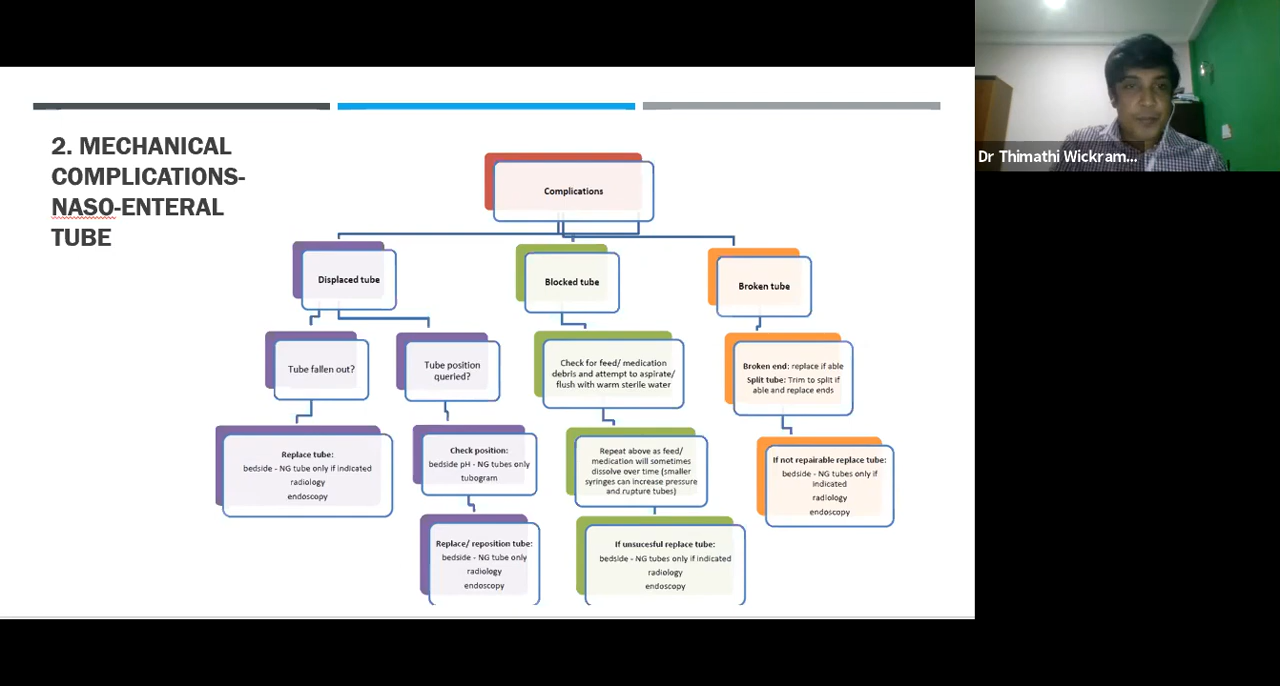 2. MECHANICAL
COMPLICATIONS-
NASO-ENTERAL
TUBE
Complications
Displaced tube
Blocked tube
Broken tube
Tube fallen out?
Tube position
queried?
Check for feed/ medication
debris and attempt to aspirate/
flush with warm sterile water
Broken end: replace if able
Split tube: Trim to split if
able and replace ends
Replace tube:
bedside - NG tube only if indicated
radiology
endoscopy
Check position:
bedside pH - NG tubes only
tubogram
Repeat above as feed/
medication will sometimes
dissolve over time (smaller
syringes can increase pressure
and rupture tubes)
If not repairable replace tube:
bedside - NG tubes only if
indicated
radiology
endoscopy
Replace/ reposition tube:
bedside - NG tube only
radiology
endoscopy
If unsucesful replace tube:
bedside - NG tubes only if indicated
radiology
endoscopy
Dr Thimathi Wickram...